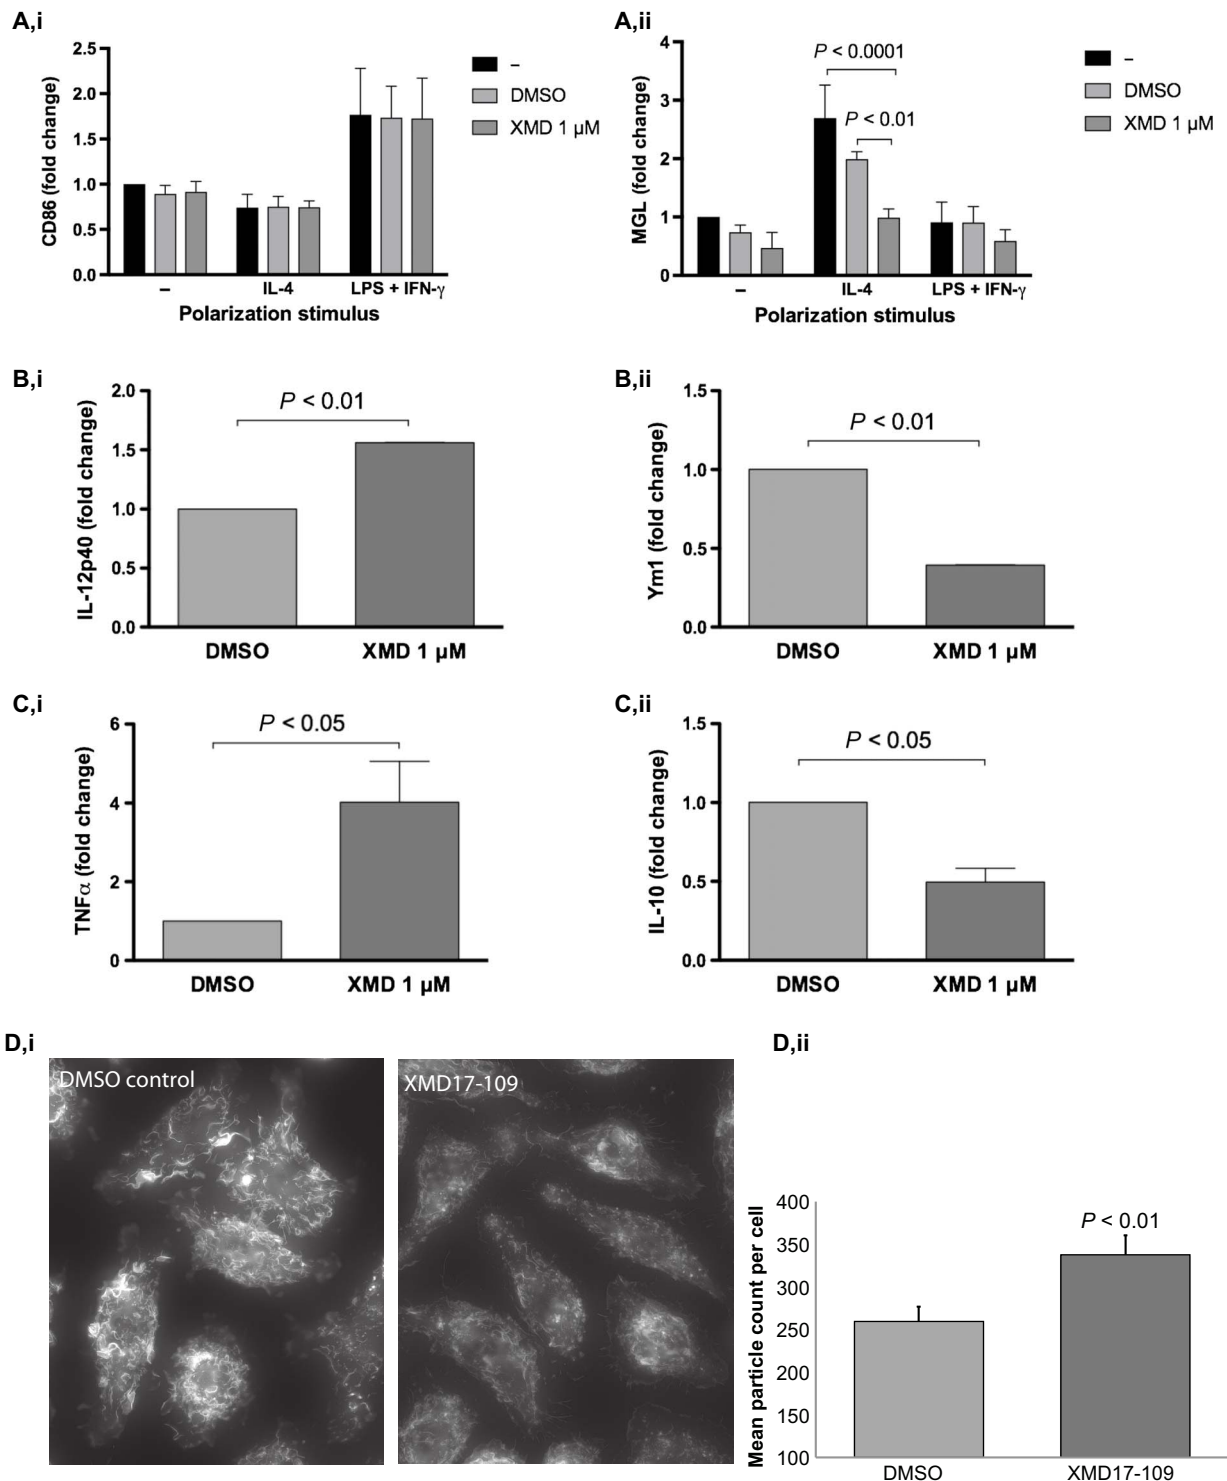 A,i
CD86 (fold change)
2.5
2.0
1.5
1.0
0.5
0.0
–
DMSO
XMD 1 µM
–
IL-4
LPS + IFN-γ
Polarization stimulus
A,ii
MGL (fold change)
4
3
2
1
0
P < 0.0001
P < 0.01
–
DMSO
XMD 1 µM
–
IL-4
LPS + IFN-γ
Polarization stimulus
B,i
IL-12p40 (fold change)
2.0
1.5
1.0
0.5
0.0
P < 0.01
DMSO
XMD 1 µM
B,ii
Ym1 (fold change)
1.5
1.0
0.5
0.0
P < 0.01
DMSO
XMD 1 µM
C,i
TNFα (fold change)
6
4
2
0
P < 0.05
DMSO
XMD 1 µM
C,ii
IL-10 (fold change)
1.5
1.0
0.5
0.0
P < 0.05
DMSO
XMD 1 µM
D,i
DMSO control
XMD17-109
D,ii
Mean particle count per cell
400
350
300
250
200
150
100
P < 0.01
DMSO
XMD17-109